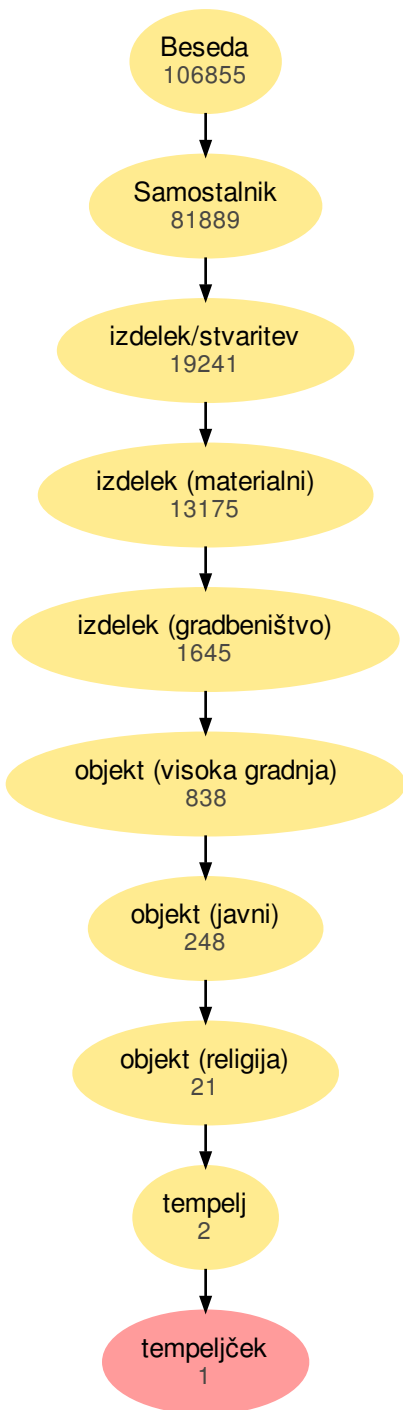 Beseda
106855
Samostalnik
81889
izdelek/stvaritev
19241
izdelek (materialni)
13175
izdelek (gradbeništvo)
1645
objekt (visoka gradnja)
838
objekt (javni)
248
objekt (religija)
21
tempelj
2
tempeljček
1